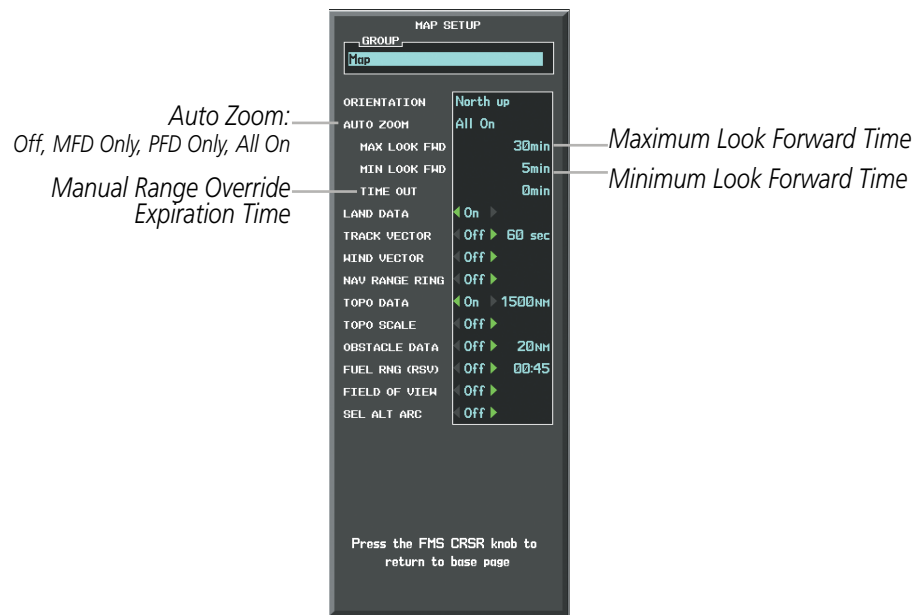 MAP SETUP
GROUP
Map
ORIENTATION North up
AUTO ZOOM All On
MAX LOOK FWD 30min
MIN LOOK FWD 5min
TIME OUT 0min
LAND DATA On
TRACK VECTOR Off 60 sec
WIND VECTOR Off
NAV RANGE RING Off
TOPO DATA On 1500NM
TOPO SCALE Off
OBSTACLE DATA Off 20NM
FUEL RNG (RSV) Off 00:45
FIELD OF VIEW Off
SEL ALT ARC Off
Press the FMS CRSR knob to
return to base page
Auto Zoom:
Off, MFD Only, PFD Only, All On
Manual Range Override
Expiration Time
Maximum Look Forward Time
Minimum Look Forward Time